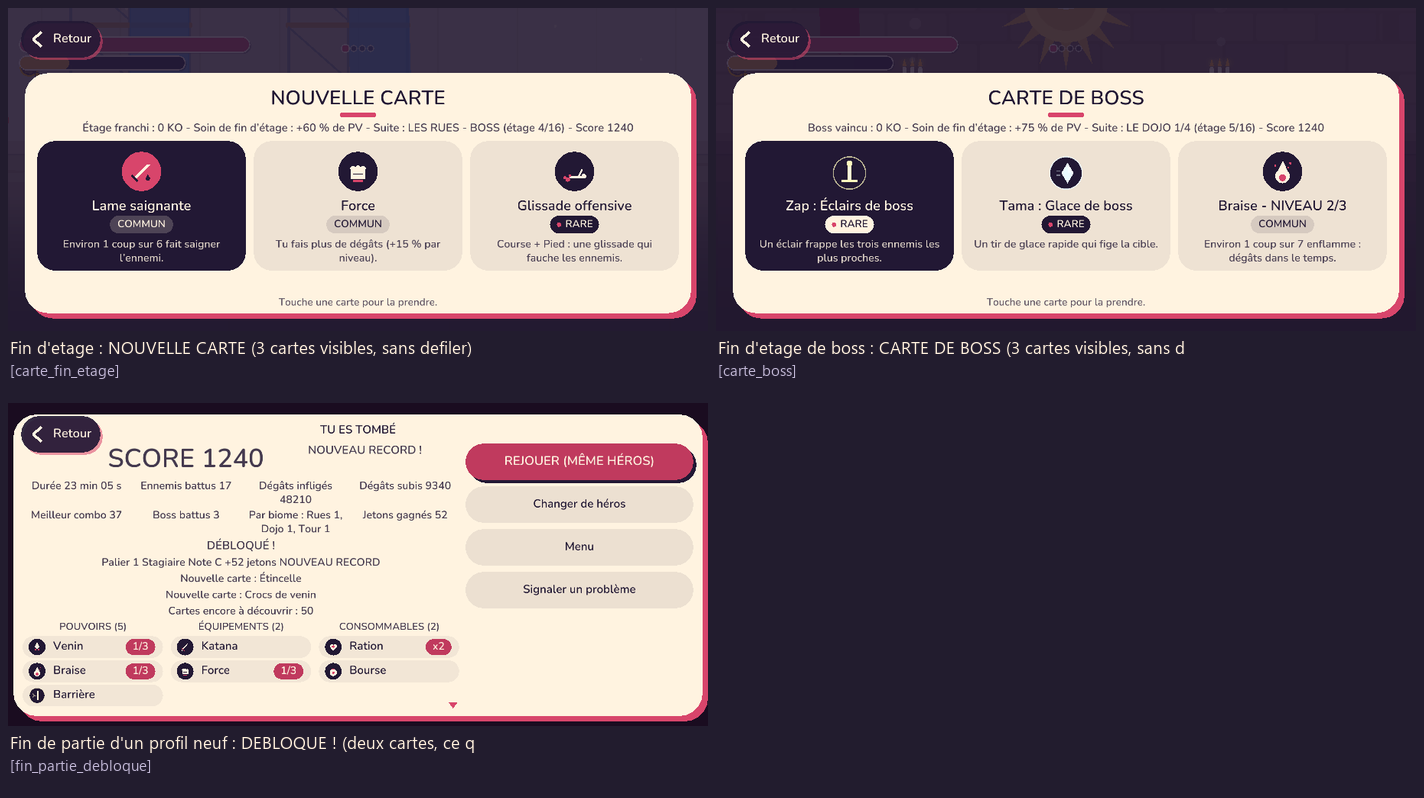 Retour
NOUVELLE CARTE
Étage franchi : 0 KO - Soin de fin d'étage : +60 % de PV - Suite : LES RUES - BOSS (étage 4/16) - Score 1240
Lame saignante
COMMUN
Environ 1 coup sur 6 fait saigner
l'ennemi.
Force
COMMUN
Tu fais plus de dégâts (+15 % par
niveau).
Glissade offensive
RARE
Course + Pied : une glissade qui
fauche les ennemis.
Touche une carte pour la prendre.
Fin d'etage : NOUVELLE CARTE (3 cartes visibles, sans defiler)
[carte_fin_etage]
Retour
CARTE DE BOSS
Boss vaincu : 0 KO - Soin de fin d'étage : +75 % de PV - Suite : LE DOJO 1/4 (étage 5/16) - Score 1240
Zap : Éclairs de boss
RARE
Un éclair frappe les trois ennemis les
plus proches.
Tama : Glace de boss
RARE
Un tir de glace rapide qui fige la cible.
Braise - NIVEAU 2/3
COMMUN
Environ 1 coup sur 7 enflamme :
dégâts dans le temps.
Touche une carte pour la prendre.
Fin d'etage de boss : CARTE DE BOSS (3 cartes visibles, sans d
[carte_boss]
Retour
TU ES TOMBÉ
SCORE 1240
NOUVEAU RECORD !
Durée 23 min 05 s
Ennemis battus 17
Dégâts infligés
48210
Dégâts subis 9340
Meilleur combo 37
Boss battus 3
Par biome : Rues 1,
Dojo 1, Tour 1
Jetons gagnés 52
DÉBLOQUÉ !
Palier 1 Stagiaire Note C +52 jetons NOUVEAU RECORD
Nouvelle carte : Étincelle
Nouvelle carte : Crocs de venin
Cartes encore à découvrir : 50
POUVOIRS (5)
Venin 1/3
Braise 1/3
Barrière
ÉQUIPEMENTS (2)
Katana
Force 1/3
CONSOMMABLES (2)
Ration x2
Bourse
REJOUER (MÊME HÉROS)
Changer de héros
Menu
Signaler un problème
Fin de partie d'un profil neuf : DEBLOQUE ! (deux cartes, ce q
[fin_partie_debloque]